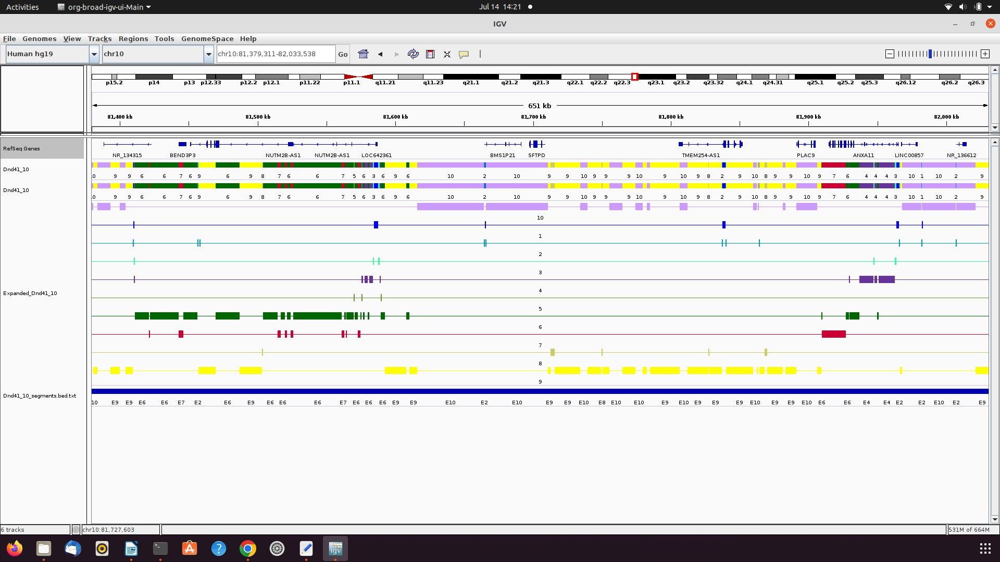 Activities org-broad-igv-ui-Main Jul 14 14:21
IGV
File Genomes View Tracks Regions Tools GenomeSpace Help
Human hg19 chr10 chr10:81,379,311-82,033,538 Go
p15.2 p14 p13 p12.33 p12.2 p12.1 p11.22 p11.1 q11.21 q11.23 q21.1 q21.2 q21.3 q22.1 q22.2 q22.3 q23.1 q23.2 q23.32 q24.1 q24.31 q25.1 q25.2 q25.3 q26.12 q26.2 q26.3
651 kb
81,400 kb 81,500 kb 81,600 kb 81,700 kb 81,800 kb 81,900 kb 82,000 kb
RefSeq Genes
NR_134315 BEND3P3 NUTM2B-AS1 NUTM2B-AS1 LOC642361 BMS1P21 SFTPD TMEM254-AS1 PLAC9 ANXA11 LINC00857 NR_136612
Dnd41_10
.0 9 9 6 6 7 6 9 6 9 8 7 6 6 7 5 6 3 6 9 6 10 2 10 9 9 10 9 9 9 10 9 10 9 8 2 9 10 8 9 9 10 9 7 6 4 4 4 3 10 1 10 2 9
Dnd41_10
.0 9 9 6 6 7 6 9 6 9 8 7 6 6 7 5 6 3 6 9 6 10 2 10 9 9 10 9 9 9 10 9 10 9 8 2 9 10 8 9 9 10 9 7 6 4 4 4 3 10 1 10 2 9
10
1
2
3
4
Expanded_Dnd41_10
5
6
7
8
9
Dnd41_10_segments.bed.txt
10 E9 E9 E6 E6 E7 E2 E6 E9 E6 E6 E6 E7 E6 E6 E6 E9 E9 E10 E2 E10 E9 E9 E10 E8 E10 E9 E10 E9 E10 E9 E9 E9 E10 E9 E9 E10 E6 E6 E4 E4 E2 E2 E10 E2 E9
6 tracks chr10:81,727,603 531M of 664M
igv